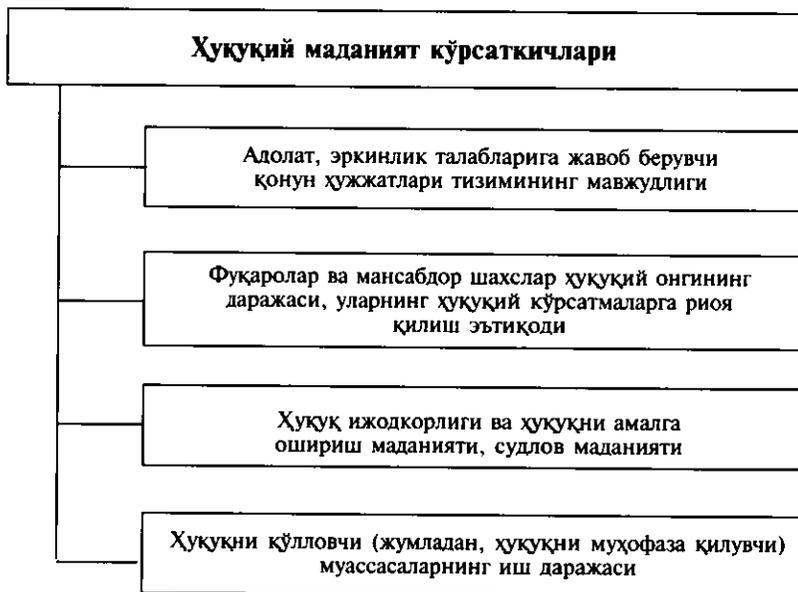 Ҳуқуқий маданият кўрсаткичлари
Адолат, эркинлик талабларига жавоб берувчи
қонун ҳужжатлари тизимининг мавжудлиги
Фуқаролар ва мансабдор шахслар ҳуқуқий онгининг
даражаси, уларнинг ҳуқуқий кўрсатмаларга риоя
қилиш эътиқоди
Ҳуқуқ ижодкорлиги ва ҳуқуқни амалга
ошириш маданияти, судлов маданияти
Ҳуқуқни қўлловчи (жумладан, ҳуқуқни муҳофаза қилувчи)
муассасаларнинг иш даражаси